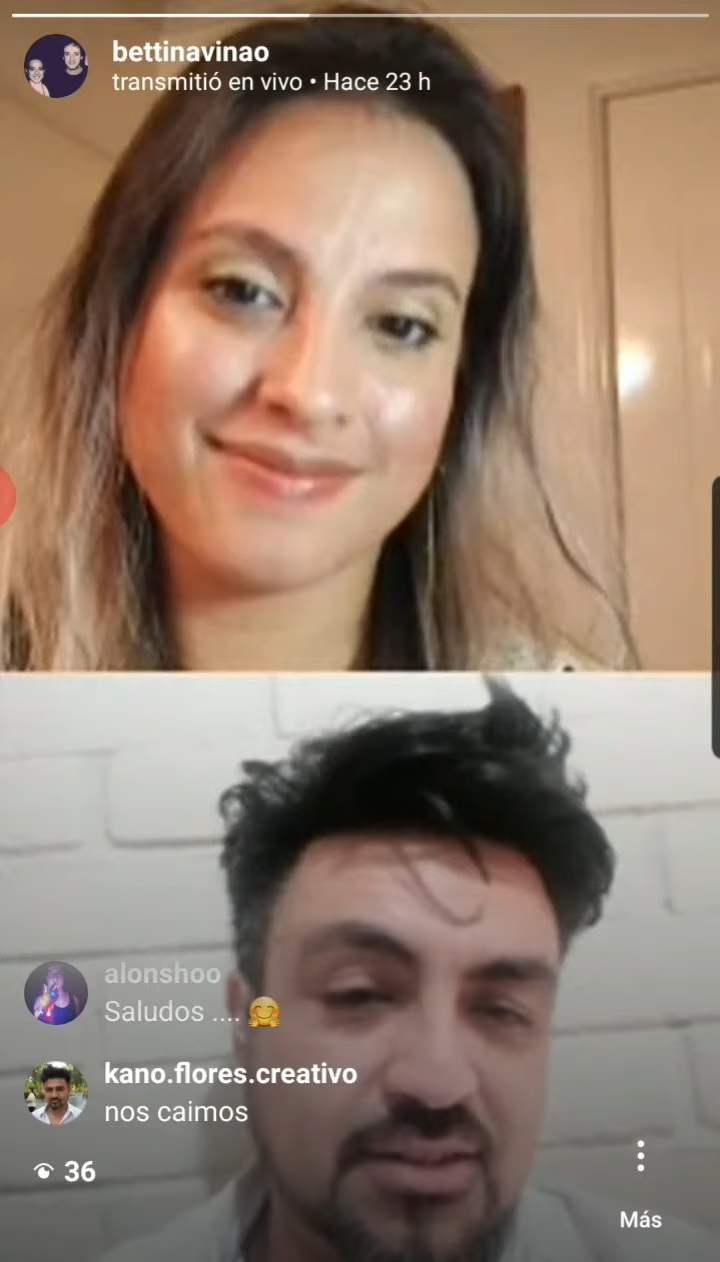 bettinavinao
transmitió en vivo • Hace 23 h
alonshoo
Saludos .... 🤗
kano.flores.creativo
nos caimos
36
Más